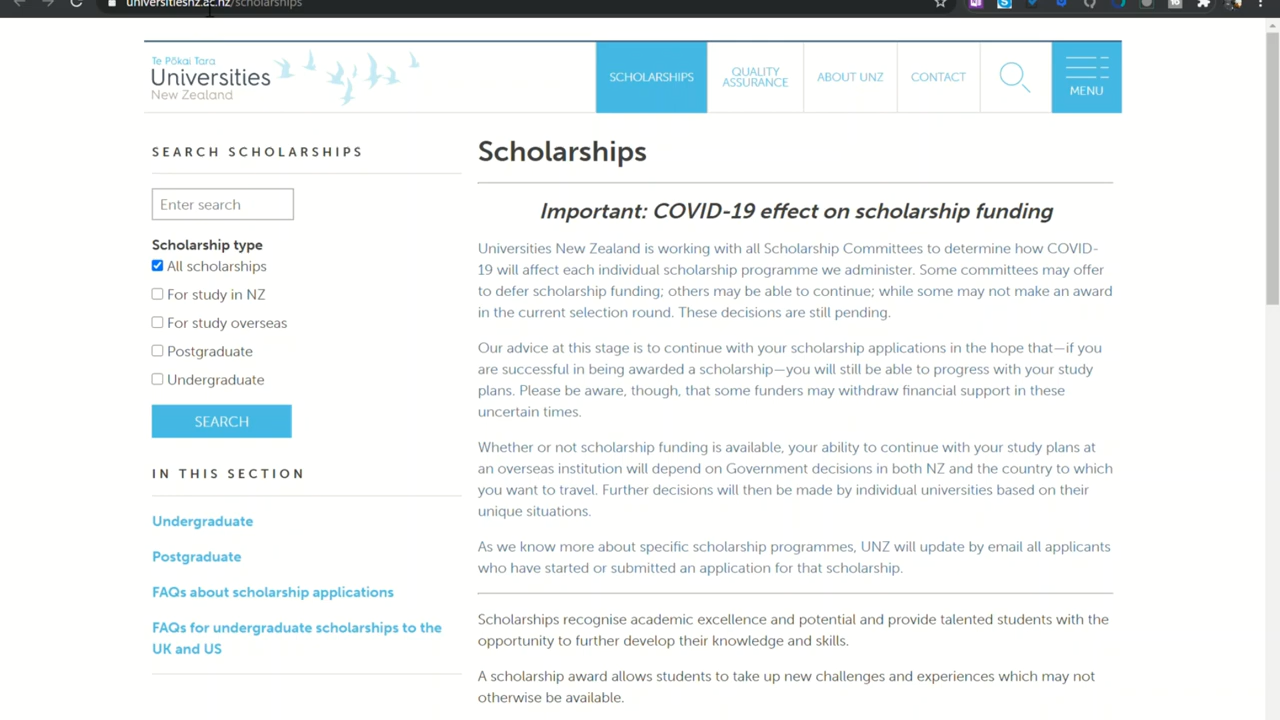 universitiesnz.ac.nz/scholarships
Te Pōkai Tara
Universities
New Zealand
SCHOLARSHIPS
QUALITY
ASSURANCE
ABOUT UNZ
CONTACT
MENU
SEARCH SCHOLARSHIPS
Enter search
Scholarship type
All scholarships
For study in NZ
For study overseas
Postgraduate
Undergraduate
SEARCH
IN THIS SECTION
Undergraduate
Postgraduate
FAQs about scholarship applications
FAQs for undergraduate scholarships to the
UK and US
Scholarships
Important: COVID-19 effect on scholarship funding
Universities New Zealand is working with all Scholarship Committees to determine how COVID-
19 will affect each individual scholarship programme we administer. Some committees may offer
to defer scholarship funding; others may be able to continue; while some may not make an award
in the current selection round. These decisions are still pending.
Our advice at this stage is to continue with your scholarship applications in the hope that—if you
are successful in being awarded a scholarship—you will still be able to progress with your study
plans. Please be aware, though, that some funders may withdraw financial support in these
uncertain times.
Whether or not scholarship funding is available, your ability to continue with your study plans at
an overseas institution will depend on Government decisions in both NZ and the country to which
you want to travel. Further decisions will then be made by individual universities based on their
unique situations.
As we know more about specific scholarship programmes, UNZ will update by email all applicants
who have started or submitted an application for that scholarship.
Scholarships recognise academic excellence and potential and provide talented students with the
opportunity to further develop their knowledge and skills.
A scholarship award allows students to take up new challenges and experiences which may not
otherwise be available.